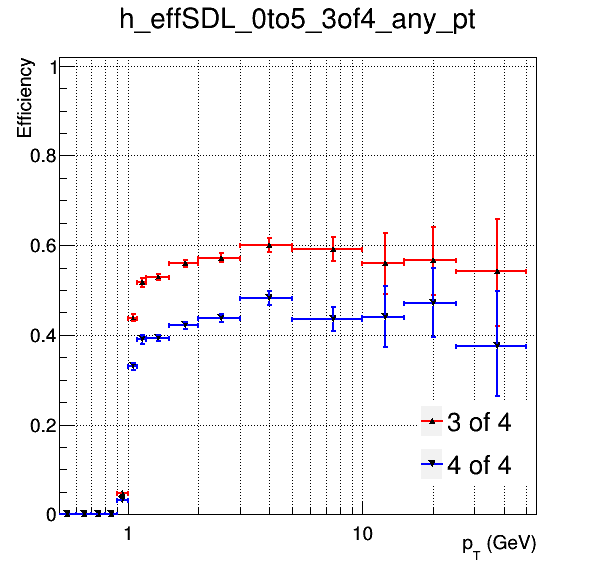 h_effSDL_0to5_3of4_any_pt
Efficiency
1
0.8
0.6
0.4
0.2
0
3 of 4
4 of 4
1
10
p_T (GeV)